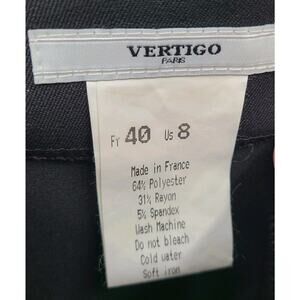 VERTIGO
PARIS
Fr 40 Us 8
Made in France
64% Polyester
31% Rayon
5% Spandex
Wash Machine
Do not bleach
Cold water
Soft iron